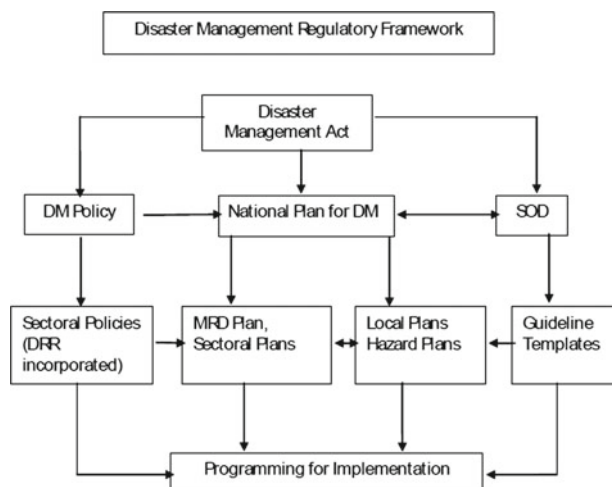 Disaster Management Regulatory Framework
Disaster
Management Act
DM Policy
National Plan for DM
SOD
Sectoral Policies
(DRR
incorporated)
MRD Plan,
Sectoral Plans
Local Plans
Hazard Plans
Guideline
Templates
Programming for Implementation